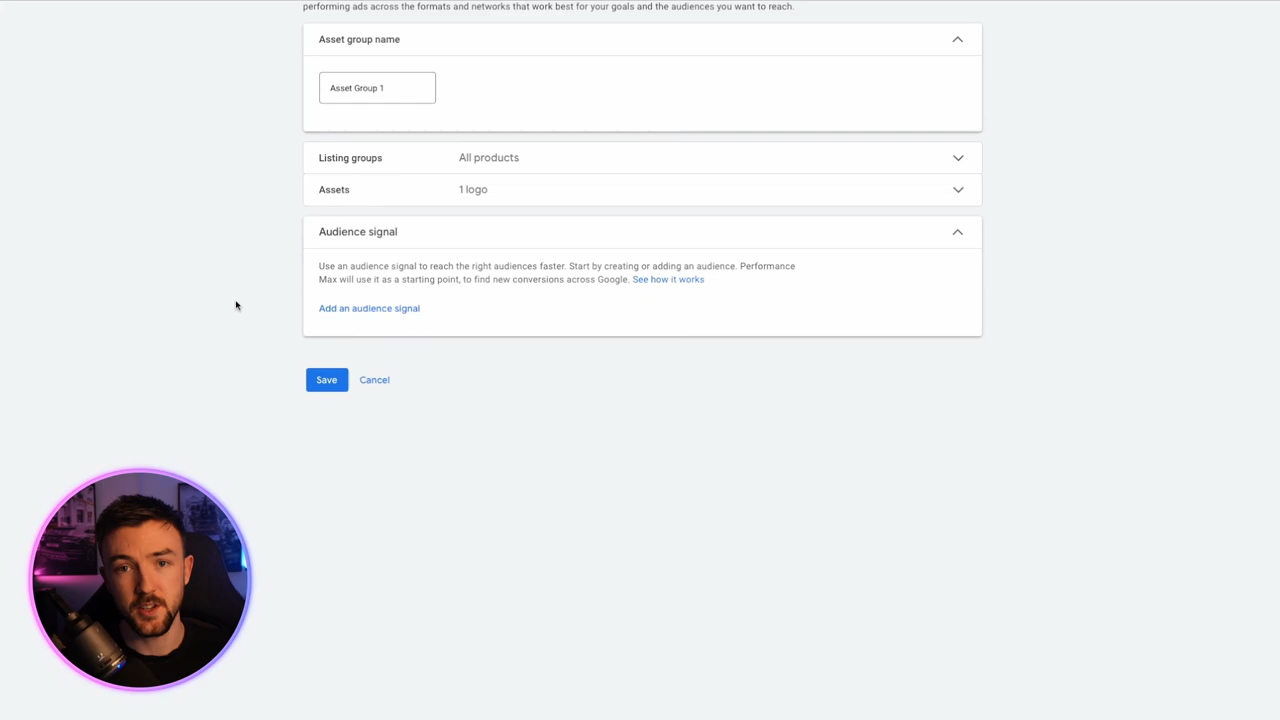 performing ads across the formats and networks that work best for your goals and the audiences you want to reach.
Asset group name
Asset Group 1
Listing groups All products
Assets 1 logo
Audience signal
Use an audience signal to reach the right audiences faster. Start by creating or adding an audience. Performance
Max will use it as a starting point, to find new conversions across Google. See how it works
Add an audience signal
Save Cancel